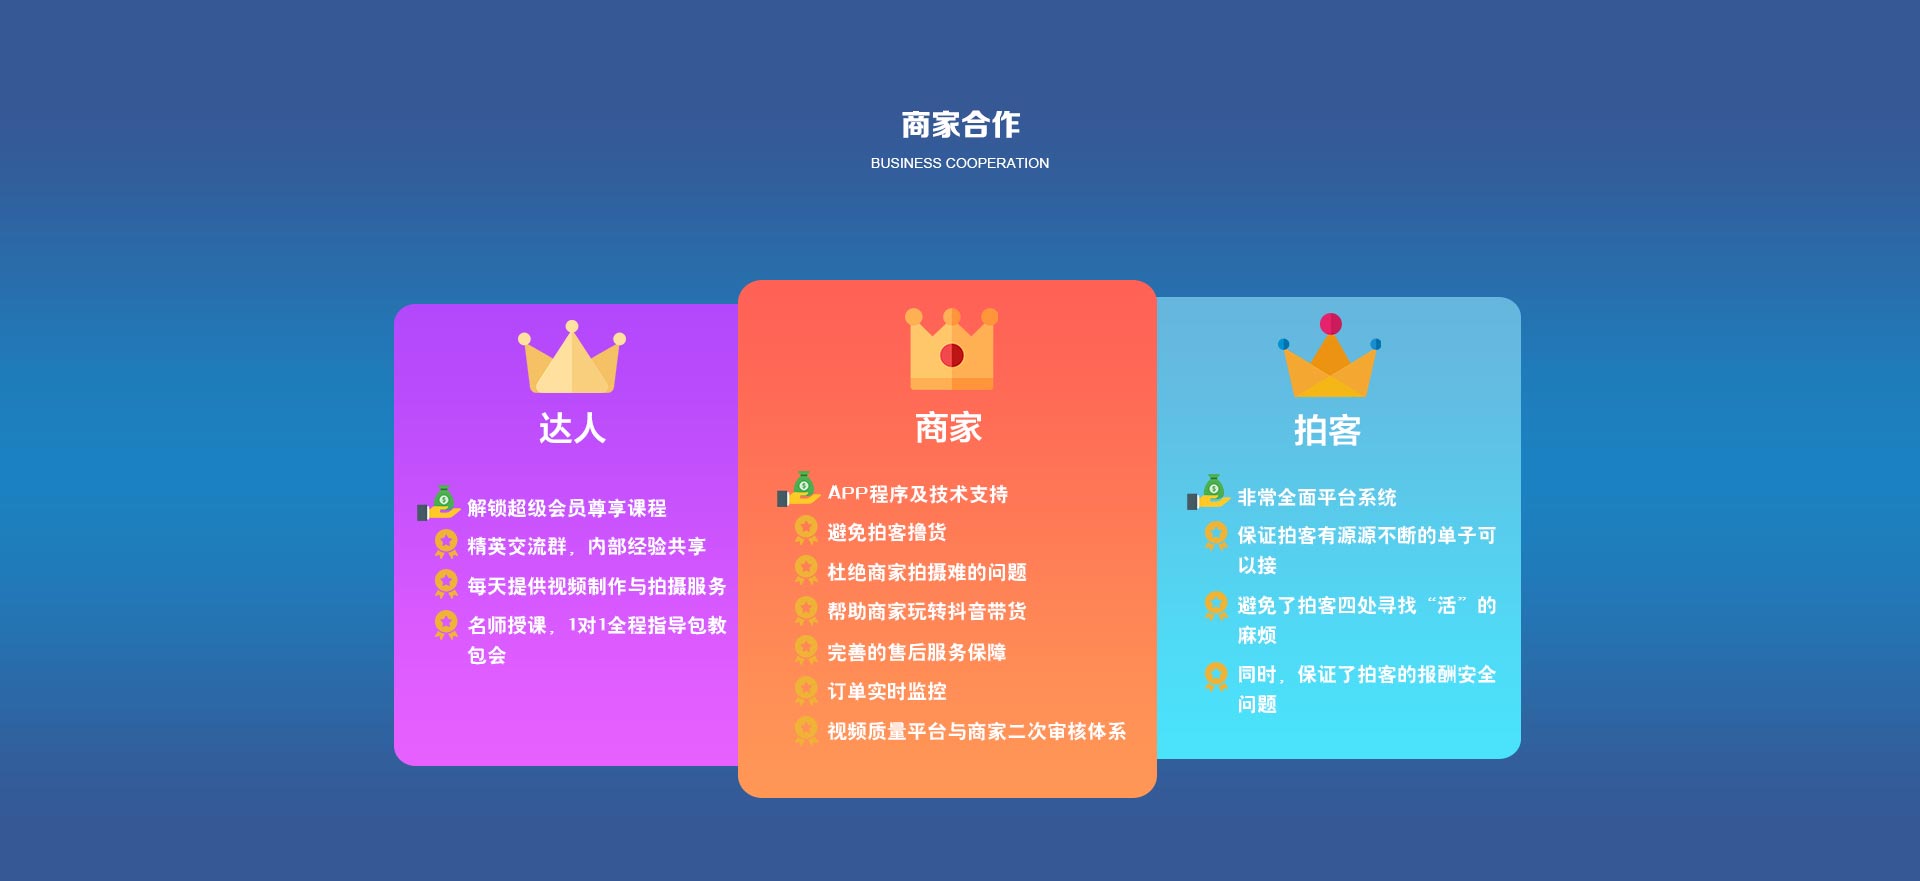 商家合作
BUSINESS COOPERATION
达人
解锁超级会员尊享课程
精英交流群，内部经验共享
每天提供视频制作与拍摄服务
名师授课，1对1全程指导包教
包会
商家
APP程序及技术支持
避免拍客撸货
杜绝商家拍摄难的问题
帮助商家玩转抖音带货
完善的售后服务保障
订单实时监控
视频质量平台与商家二次审核体系
拍客
非常全面平台系统
保证拍客有源源不断的单子可
以接
避免了拍客四处寻找“活”的
麻烦
同时，保证了拍客的报酬安全
问题